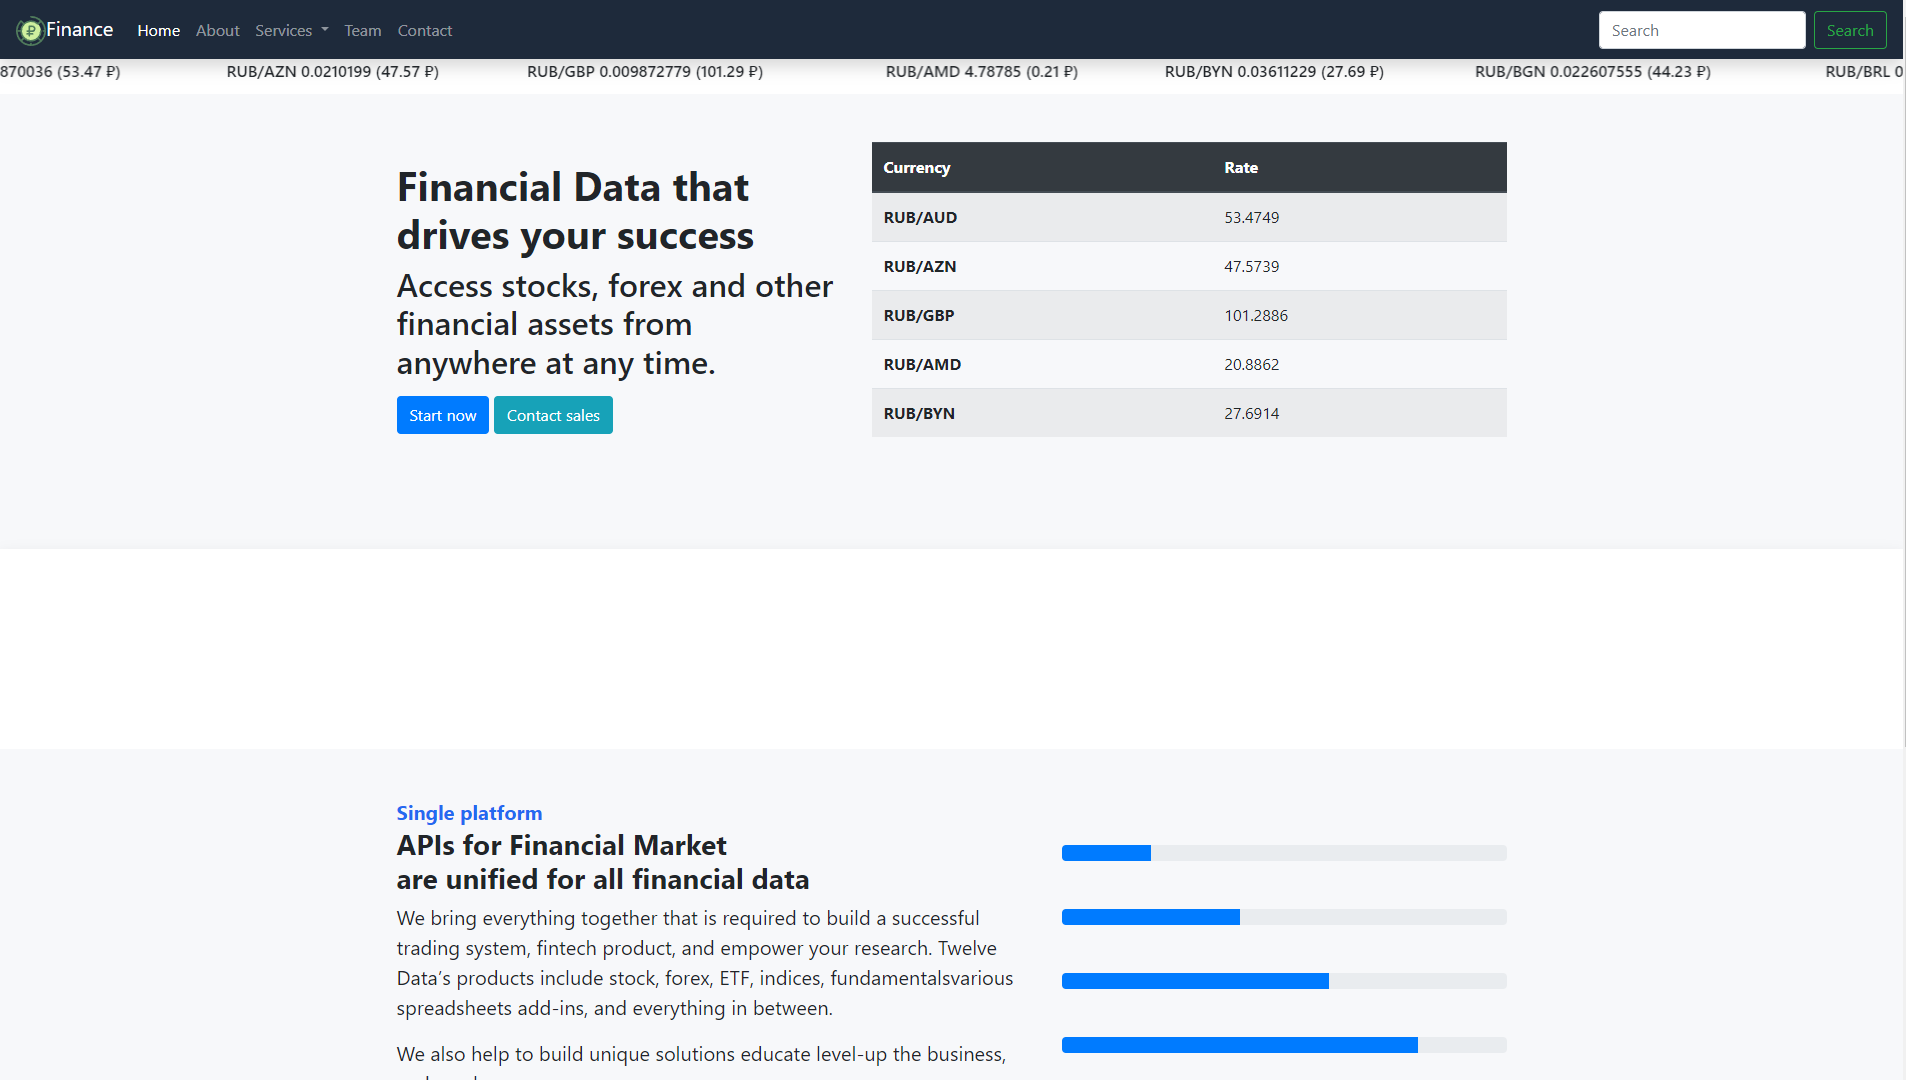 Finance Home About Services Team Contact Search Search
870036 (53.47 ₽) RUB/AZN 0.0210199 (47.57 ₽) RUB/GBP 0.009872779 (101.29 ₽) RUB/AMD 4.78785 (0.21 ₽) RUB/BYN 0.03611229 (27.69 ₽) RUB/BGN 0.022607555 (44.23 ₽) RUB/BRL 0
Financial Data that
drives your success
Access stocks, forex and other
financial assets from
anywhere at any time.
Start now Contact sales
Currency Rate
RUB/AUD 53.4749
RUB/AZN 47.5739
RUB/GBP 101.2886
RUB/AMD 20.8862
RUB/BYN 27.6914
Single platform
APIs for Financial Market
are unified for all financial data
We bring everything together that is required to build a successful
trading system, fintech product, and empower your research. Twelve
Data’s products include stock, forex, ETF, indices, fundamentalsvarious
spreadsheets add-ins, and everything in between.
We also help to build unique solutions educate level-up the business,